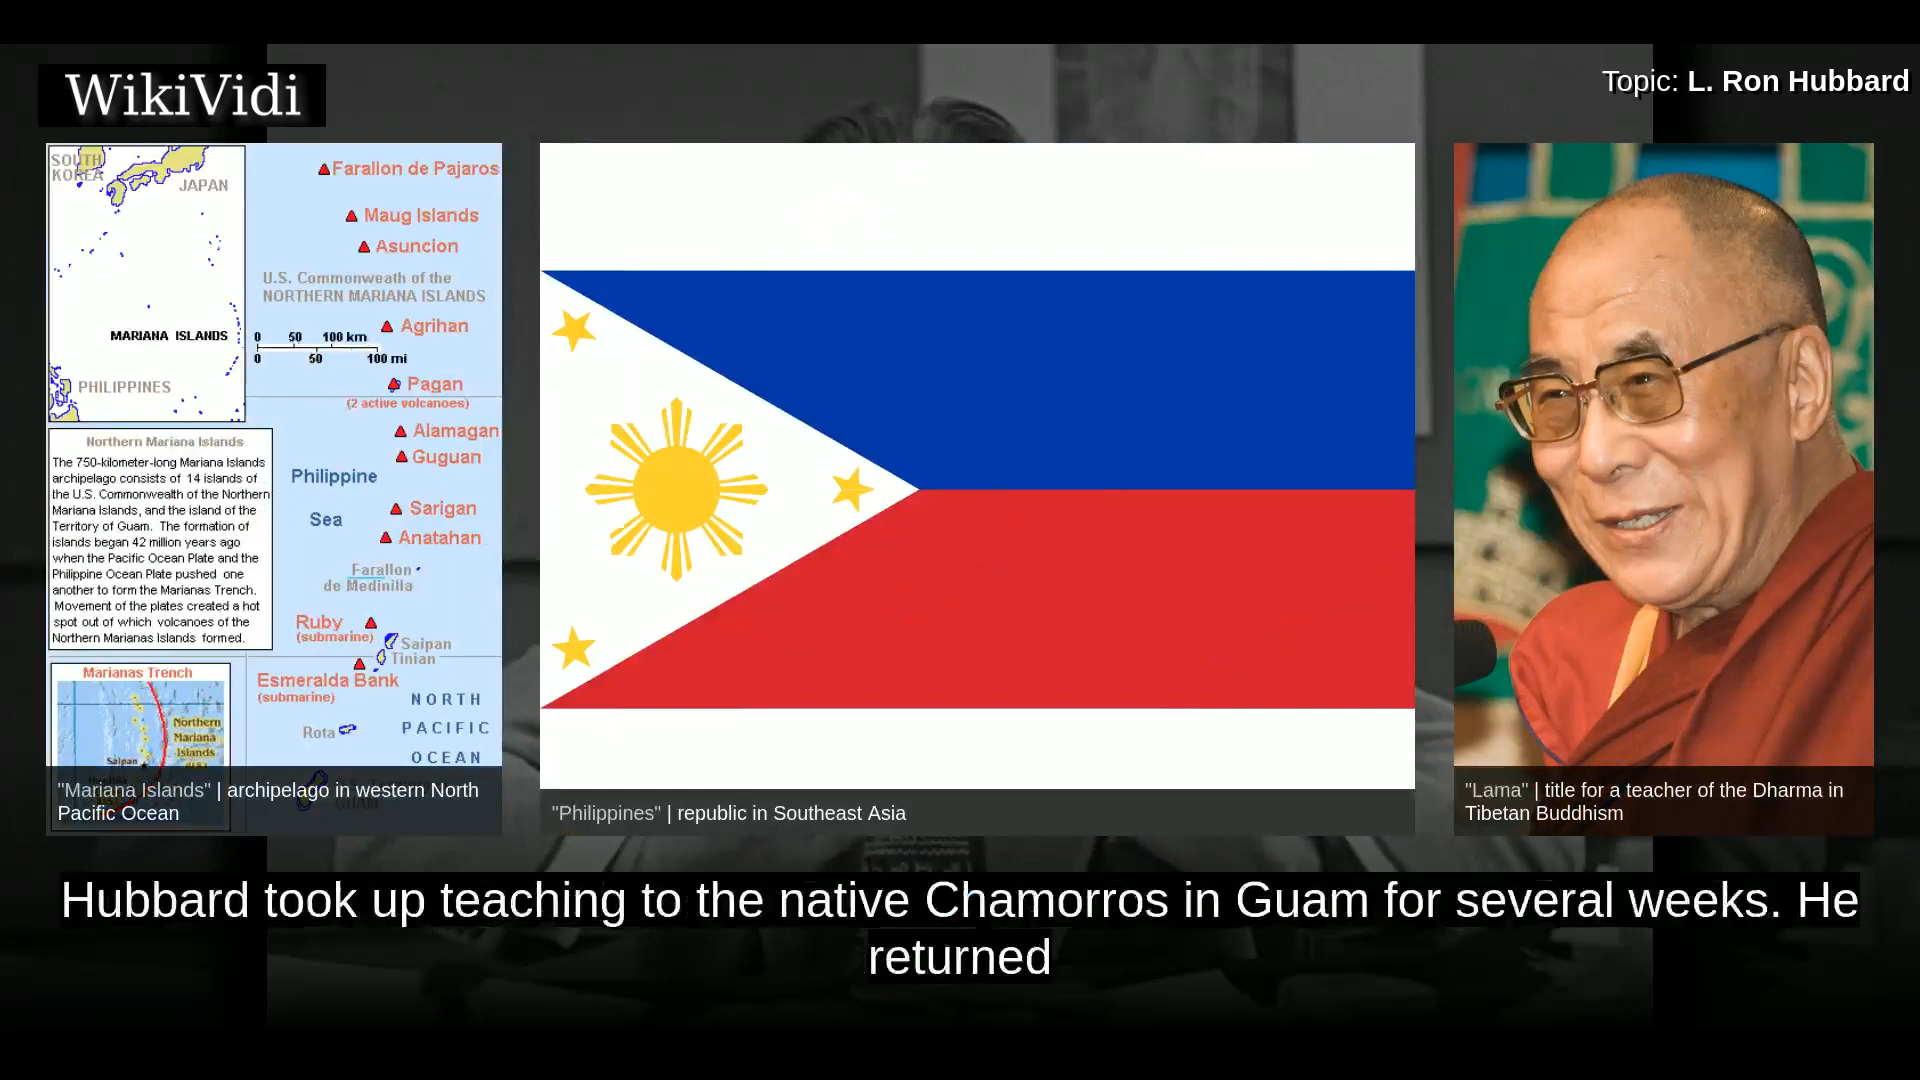 WikiVidi
Topic: L. Ron Hubbard
SOUTH
KOREA
JAPAN
MARIANA ISLANDS
PHILIPPINES
Farallon de Pajaros
Maug Islands
Asuncion
U.S. Commonweath of the
NORTHERN MARIANA ISLANDS
Agrihan
0 50 100 km
0 50 100 mi
Pagan
(2 active volcanoes)
Alamagan
Guguan
Philippine
Sea
Sarigan
Anatahan
Farallon
de Medinilla
Ruby
(submarine)
Saipan
Tinian
Esmeralda Bank
(submarine)
NORTH
PACIFIC
OCEAN
Rota
Northern Mariana Islands
The 750-kilometer-long Mariana Islands
archipelago consists of 14 islands of
the U.S. Commonwealth of the Northern
Mariana Islands, and the island of the
Territory of Guam. The formation of
islands began 42 million years ago
when the Pacific Ocean Plate and the
Philippine Ocean Plate pushed one
another to form the Marianas Trench.
Movement of the plates created a hot
spot out of which volcanoes of the
Northern Marianas Islands formed.
Marianas Trench
Northern
Mariana
Islands
Saipan
"Mariana Islands" | archipelago in western North
Pacific Ocean
"Philippines" | republic in Southeast Asia
"Lama" | title for a teacher of the Dharma in
Tibetan Buddhism
Hubbard took up teaching to the native Chamorros in Guam for several weeks. He
returned